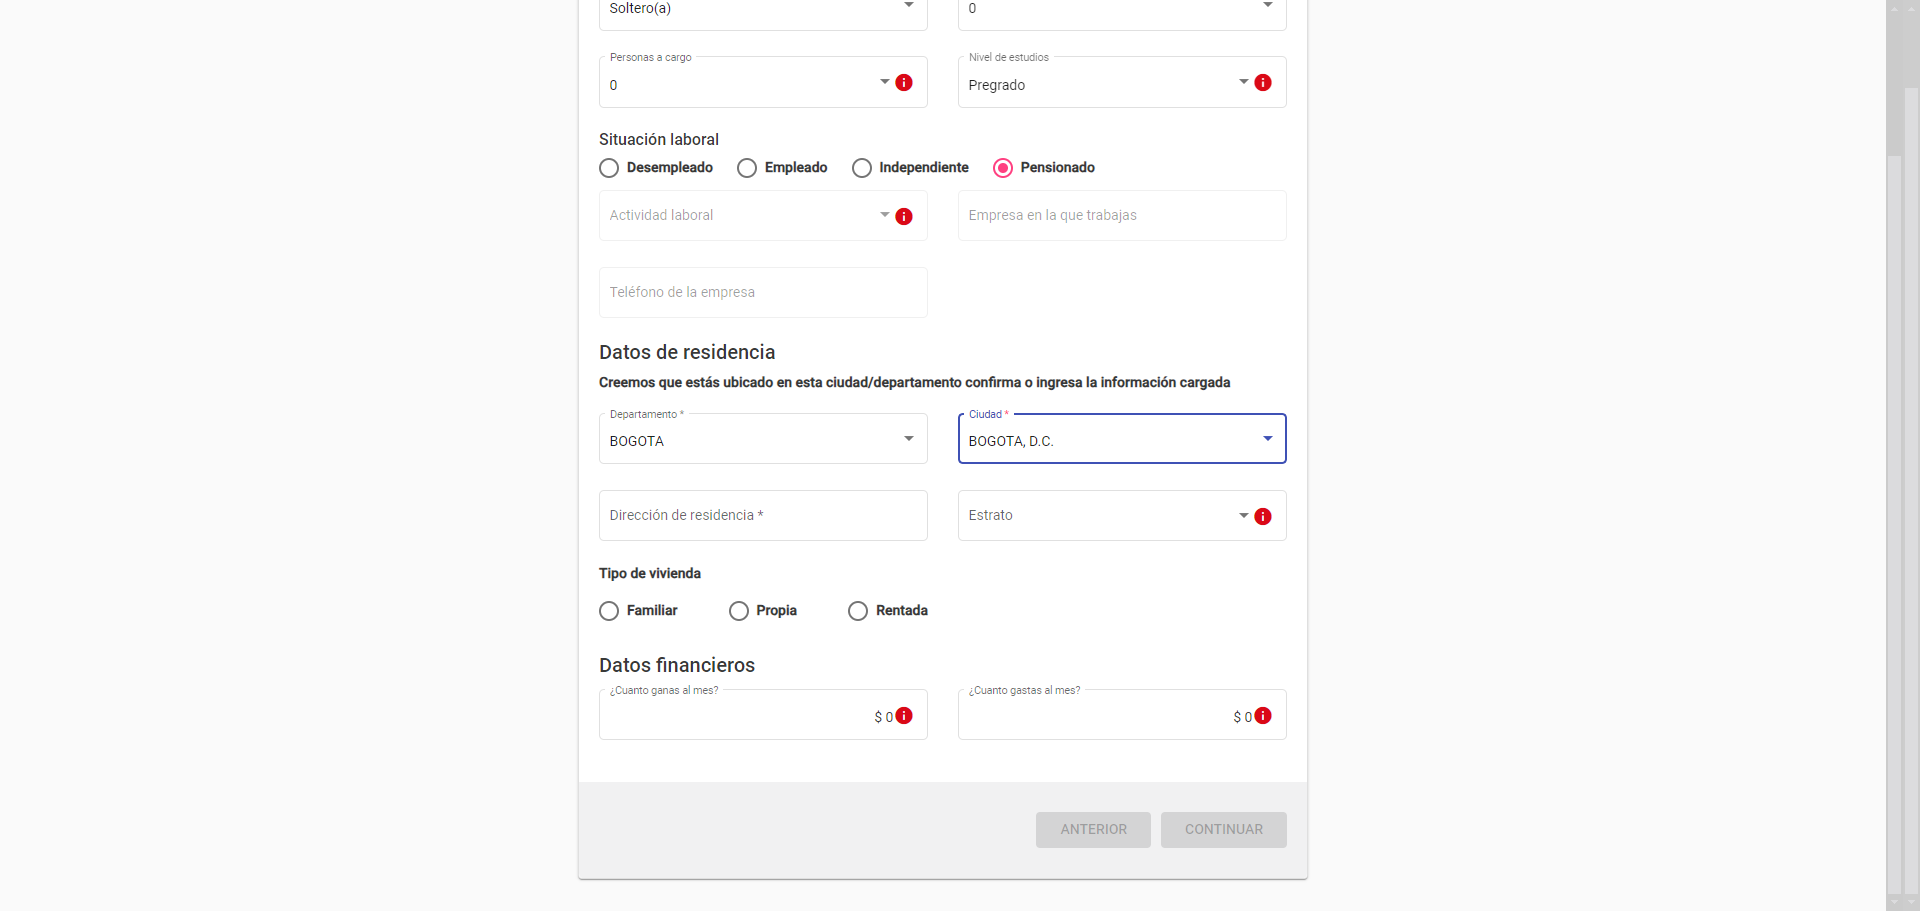 Soltero(a)
0
Personas a cargo
0
Nivel de estudios
Pregrado
Situación laboral
Desempleado
Empleado
Independiente
Pensionado
Actividad laboral
Empresa en la que trabajas
Teléfono de la empresa
Datos de residencia
Creemos que estás ubicado en esta ciudad/departamento confirma o ingresa la información cargada
Departamento *
BOGOTA
Ciudad *
BOGOTA, D.C.
Dirección de residencia *
Estrato
Tipo de vivienda
Familiar
Propia
Rentada
Datos financieros
¿Cuanto ganas al mes?
$ 0
¿Cuanto gastas al mes?
$ 0
ANTERIOR
CONTINUAR